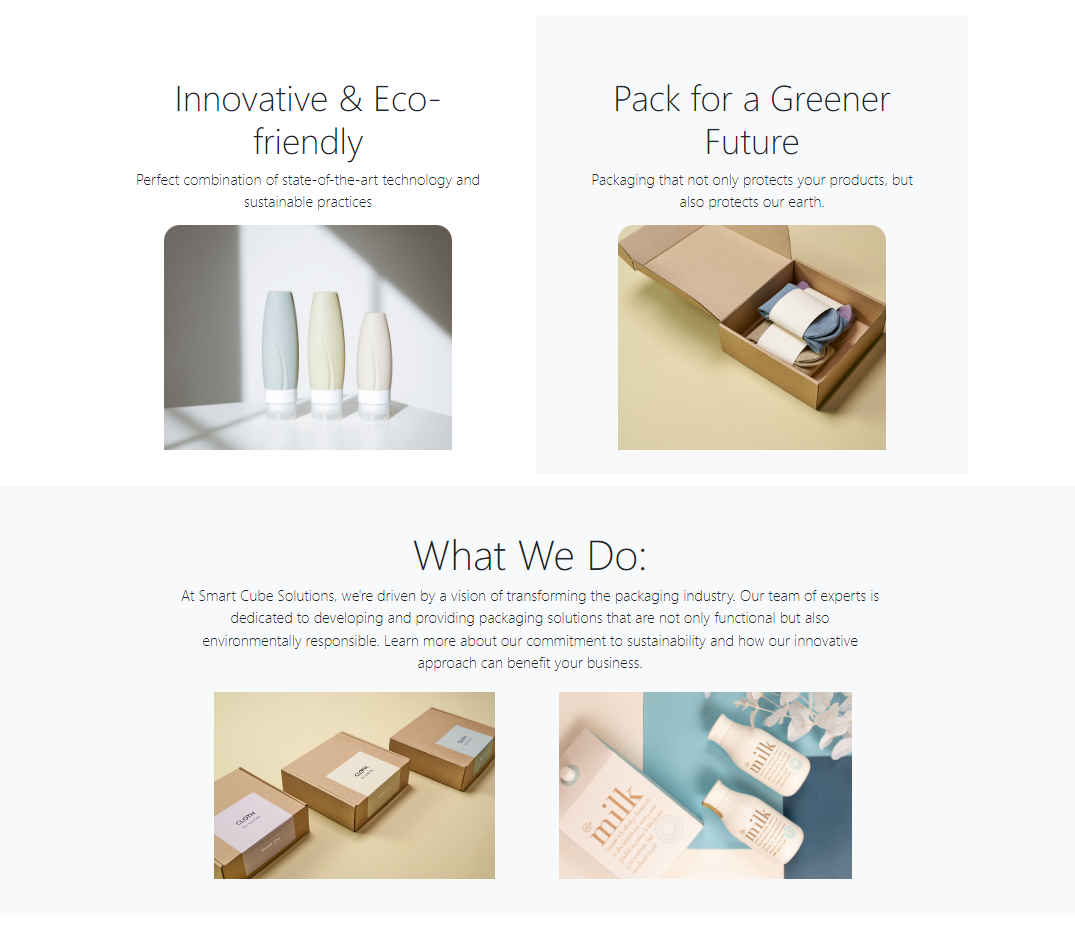 Innovative & Eco-
friendly
Perfect combination of state-of-the-art technology and
sustainable practices
Pack for a Greener
Future
Packaging that not only protects your products, but
also protects our earth.
What We Do:
At Smart Cube Solutions, we're driven by a vision of transforming the packaging industry. Our team of experts is
dedicated to developing and providing packaging solutions that are not only functional but also
environmentally responsible. Learn more about our commitment to sustainability and how our innovative
approach can benefit your business.
CLOTH
CLOTH
CLOTH
milk
milk
milk